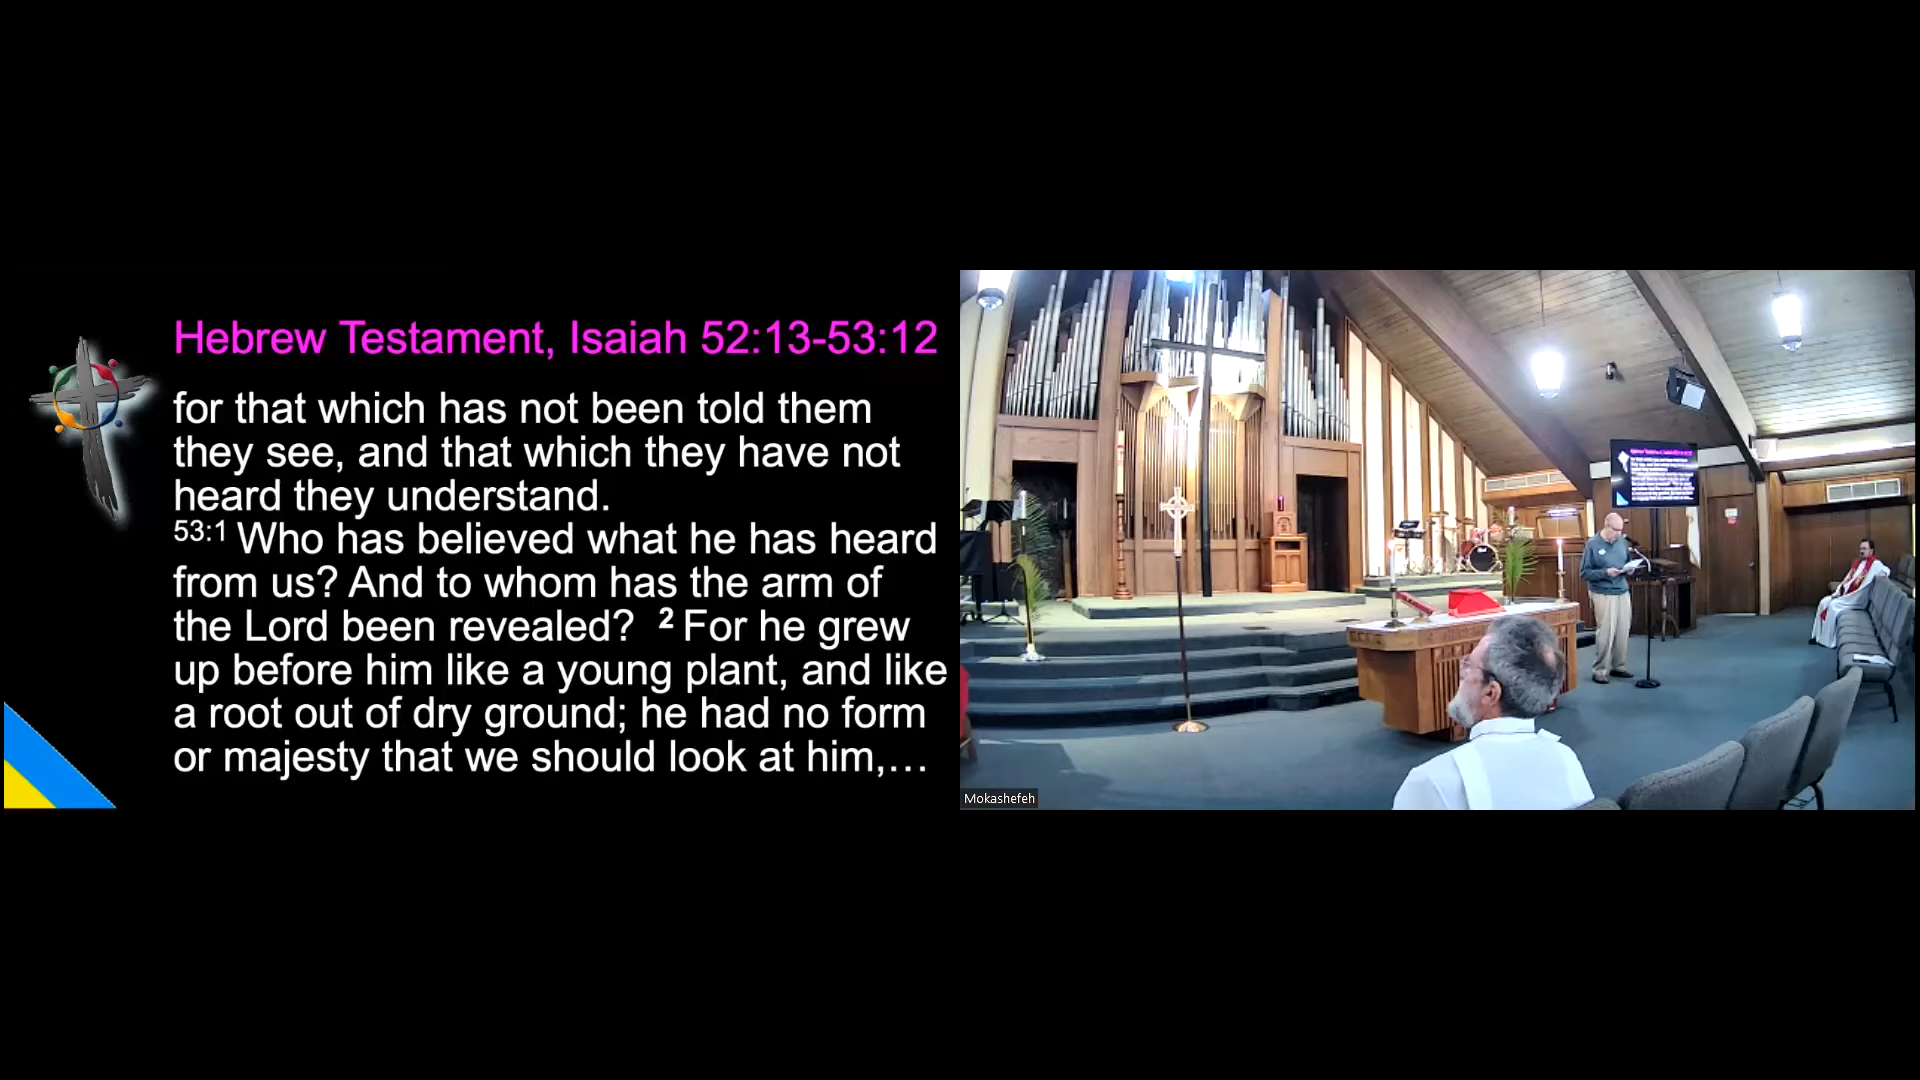 Hebrew Testament, Isaiah 52:13-53:12
for that which has not been told them
they see, and that which they have not
heard they understand.
53:1 Who has believed what he has heard
from us? And to whom has the arm of
the Lord been revealed? 2 For he grew
up before him like a young plant, and like
a root out of dry ground; he had no form
or majesty that we should look at him,…
Mokashefeh